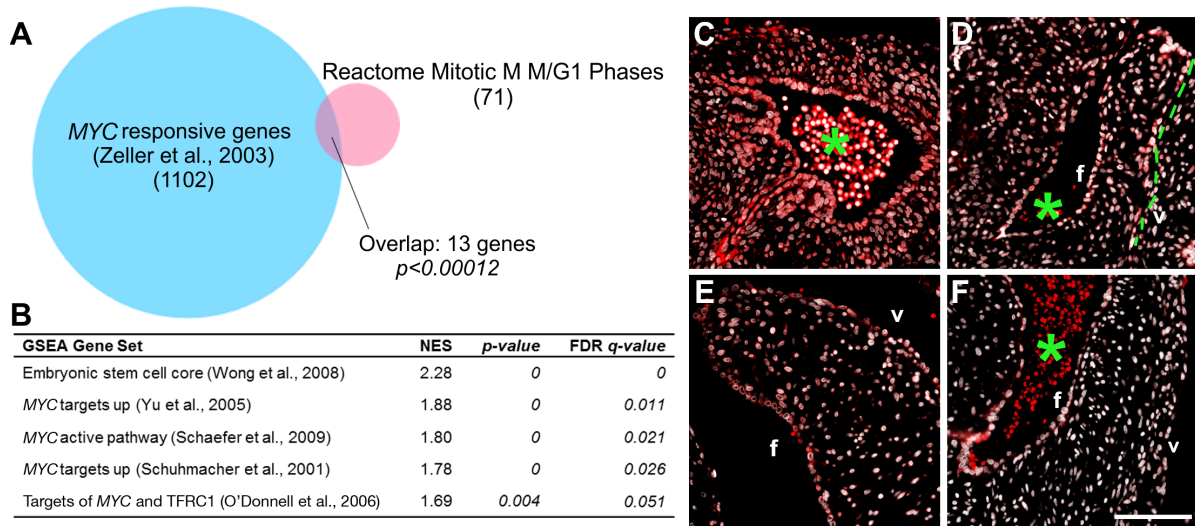 A
MYC responsive genes
(Zeller et al., 2003)
(1102)
Reactome Mitotic M M/G1 Phases
(71)
Overlap: 13 genes
p<0.00012
B
GSEA Gene Set NES p-value FDR q-value
Embryonic stem cell core (Wong et al., 2008) 2.28 0 0
MYC targets up (Yu et al., 2005) 1.88 0 0.011
MYC active pathway (Schaefer et al., 2009) 1.80 0 0.021
MYC targets up (Schuhmacher et al., 2001) 1.78 0 0.026
Targets of MYC and TFRC1 (O'Donnell et al., 2006) 1.69 0.004 0.051
C
*
D
f
*
v
E
v
f
F
*
f
v